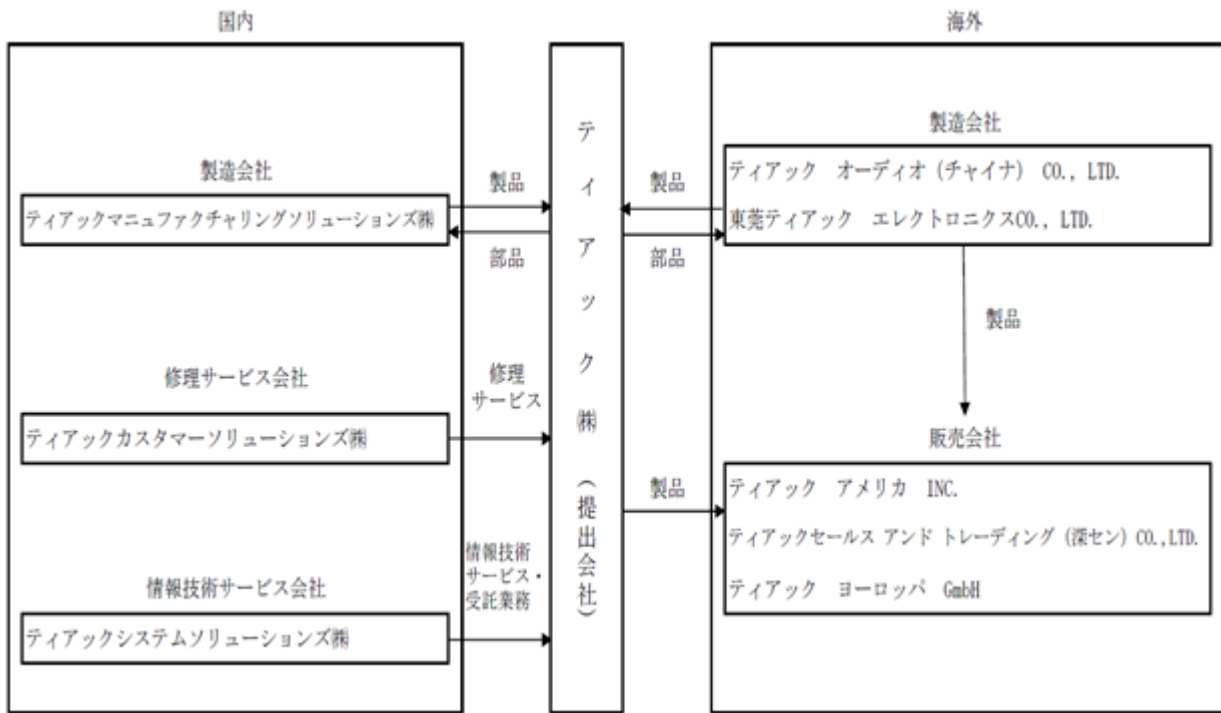 国内
海外
製造会社
ティアックマニュファクチャリングソリューションズ㈱
製品
部品
修理サービス会社
ティアックカスタマーソリューションズ㈱
修理
サービス
情報技術サービス会社
ティアックシステムソリューションズ㈱
情報技術
サービス・
受託業務
ティアック㈱（提出会社）
製品
部品
製造会社
ティアック　オーディオ（チャイナ）　CO., LTD.
東莞ティアック　エレクトロニクスCO., LTD.
製品
製品
販売会社
ティアック　アメリカ　INC.
ティアックセールス アンド トレーディング（深セン）CO.,LTD.
ティアック　ヨーロッパ　GmbH